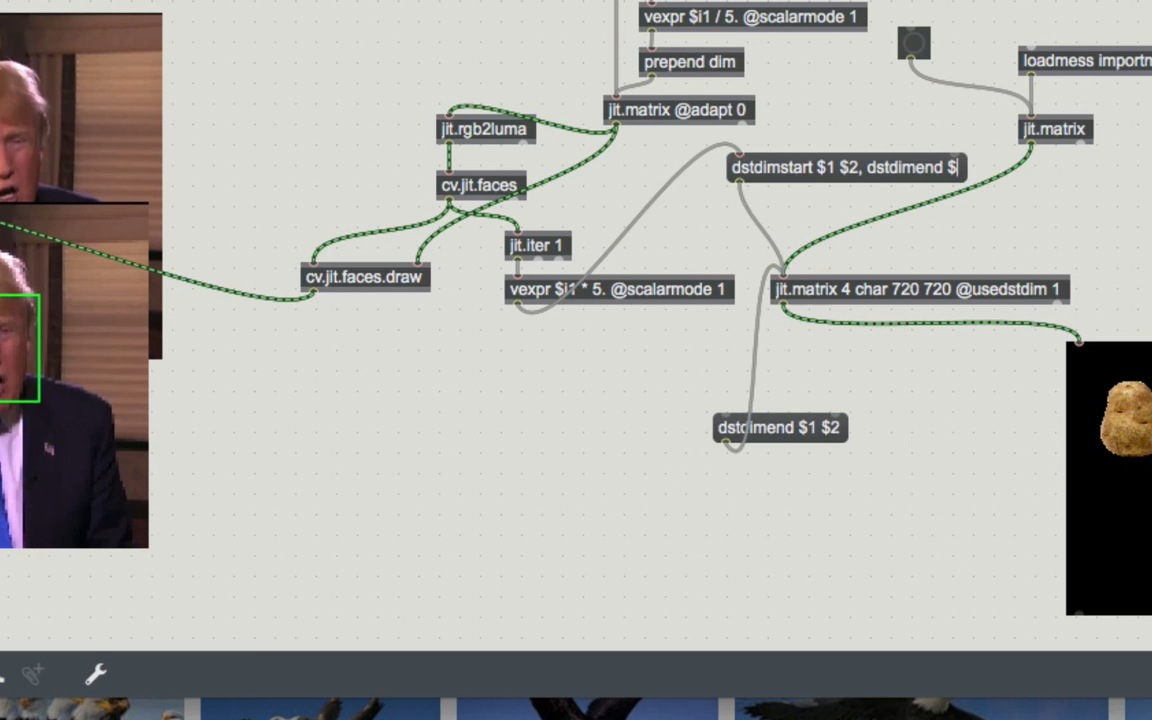 vexpr $i1 / 5. @scalarmode 1
prepend dim
loadmess importm
jit.matrix @adapt 0
jit.rgb2luma
jit.matrix
dstdimstart $1 $2, dstdimend $
cv.jit.faces
jit.iter 1
cv.jit.faces.draw
vexpr $i1 * 5. @scalarmode 1
jit.matrix 4 char 720 720 @usedstdim 1
dstdimend $1 $2